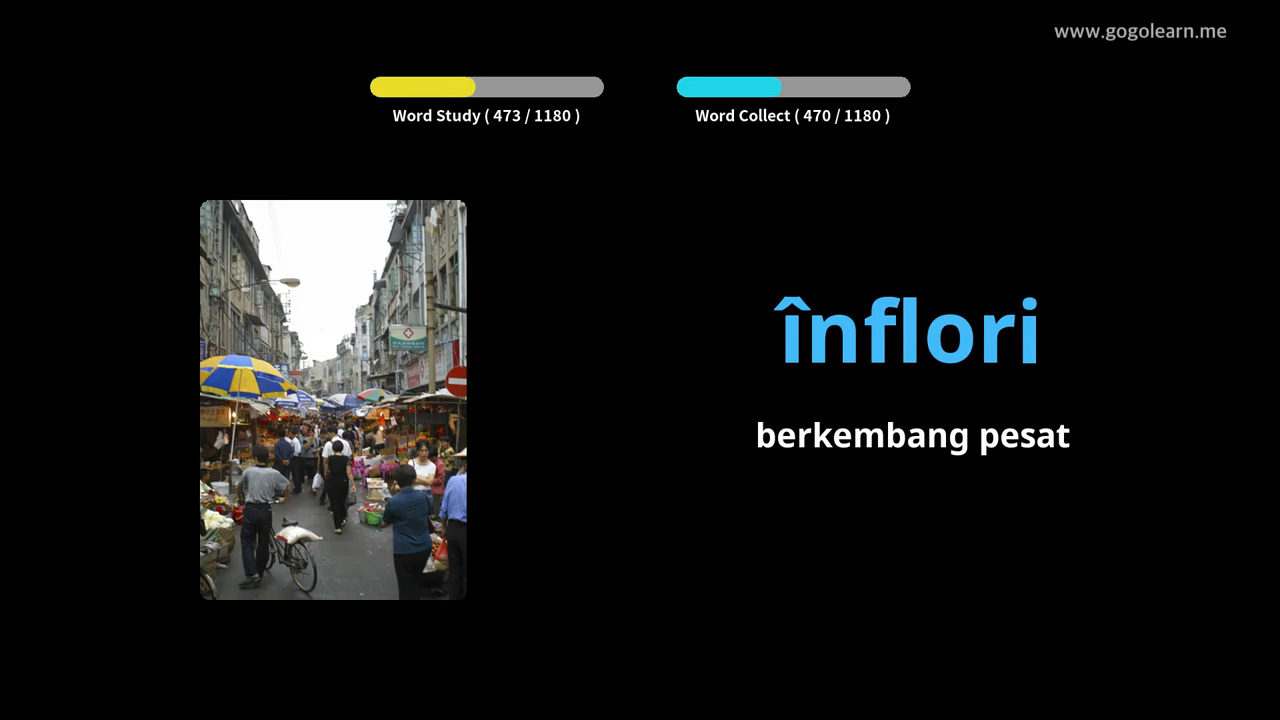 www.gogolearn.me
Word Study ( 473 / 1180 )
Word Collect ( 470 / 1180 )
înflori
berkembang pesat